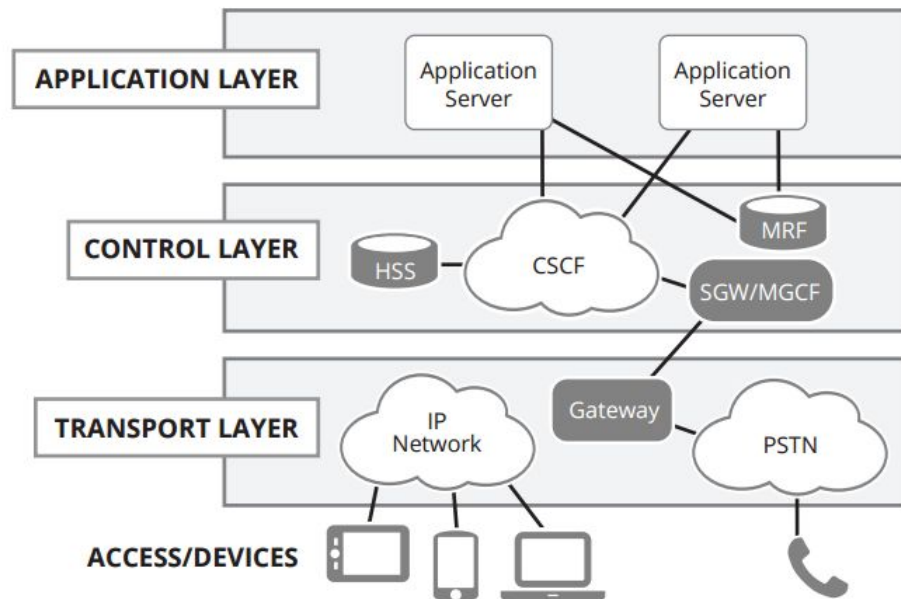 APPLICATION LAYER
Application
Server
Application
Server
CONTROL LAYER
HSS
CSCF
MRF
SGW/MGCF
TRANSPORT LAYER
IP
Network
Gateway
PSTN
ACCESS/DEVICES